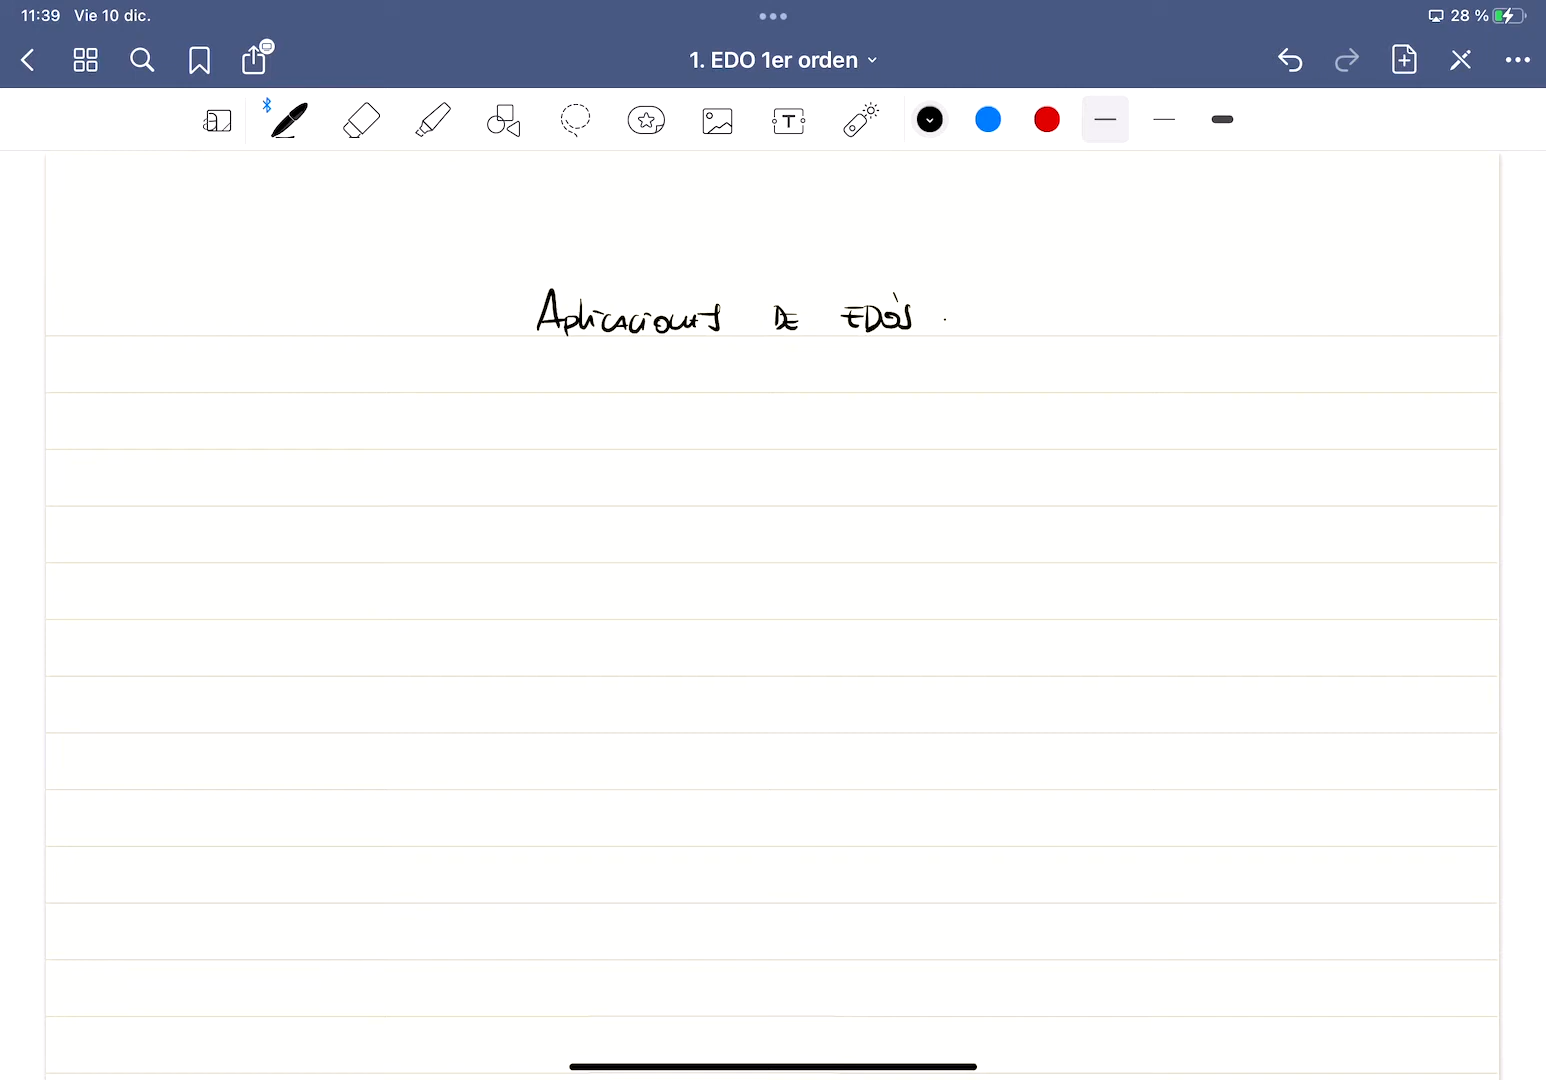 11:39 Vie 10 dic. 28 %
1. EDO 1er orden
T
Aplicaciones DE EDO's.